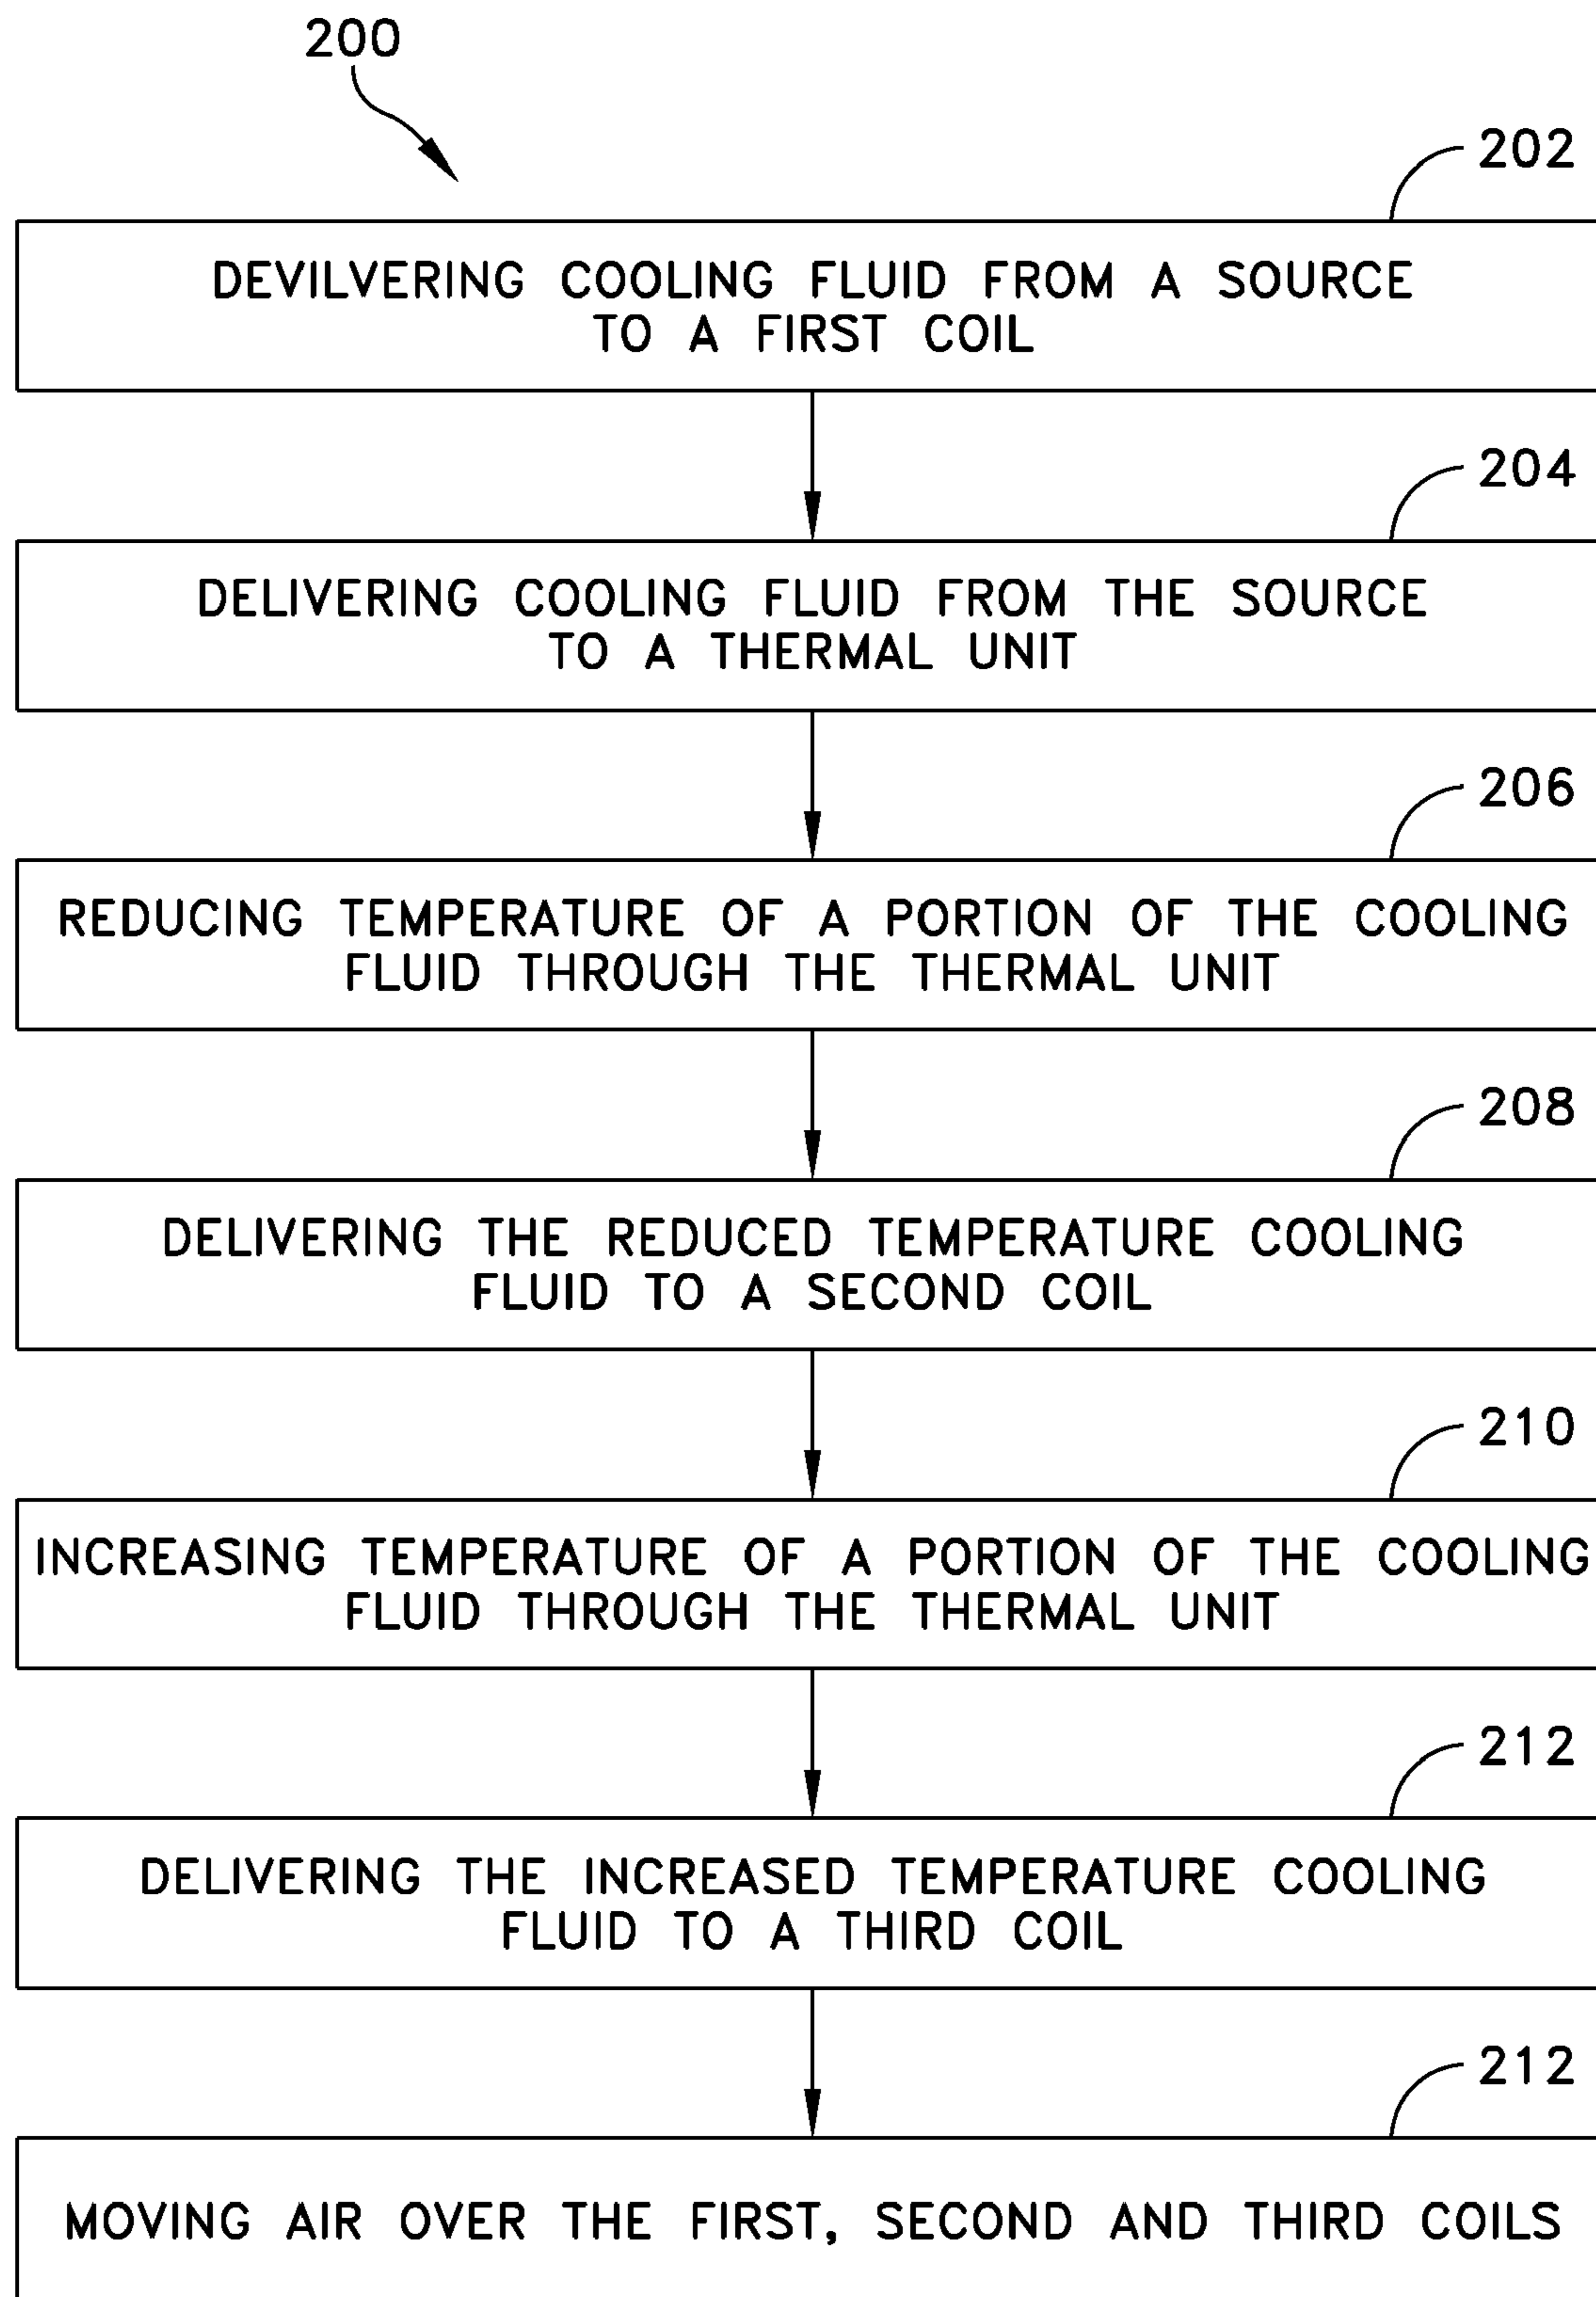 200
202
DEVILVERING COOLING FLUID FROM A SOURCE
TO A FIRST COIL
204
DELIVERING COOLING FLUID FROM THE SOURCE
TO A THERMAL UNIT
206
REDUCING TEMPERATURE OF A PORTION OF THE COOLING
FLUID THROUGH THE THERMAL UNIT
208
DELIVERING THE REDUCED TEMPERATURE COOLING
FLUID TO A SECOND COIL
210
INCREASING TEMPERATURE OF A PORTION OF THE COOLING
FLUID THROUGH THE THERMAL UNIT
212
DELIVERING THE INCREASED TEMPERATURE COOLING
FLUID TO A THIRD COIL
212
MOVING AIR OVER THE FIRST, SECOND AND THIRD COILS